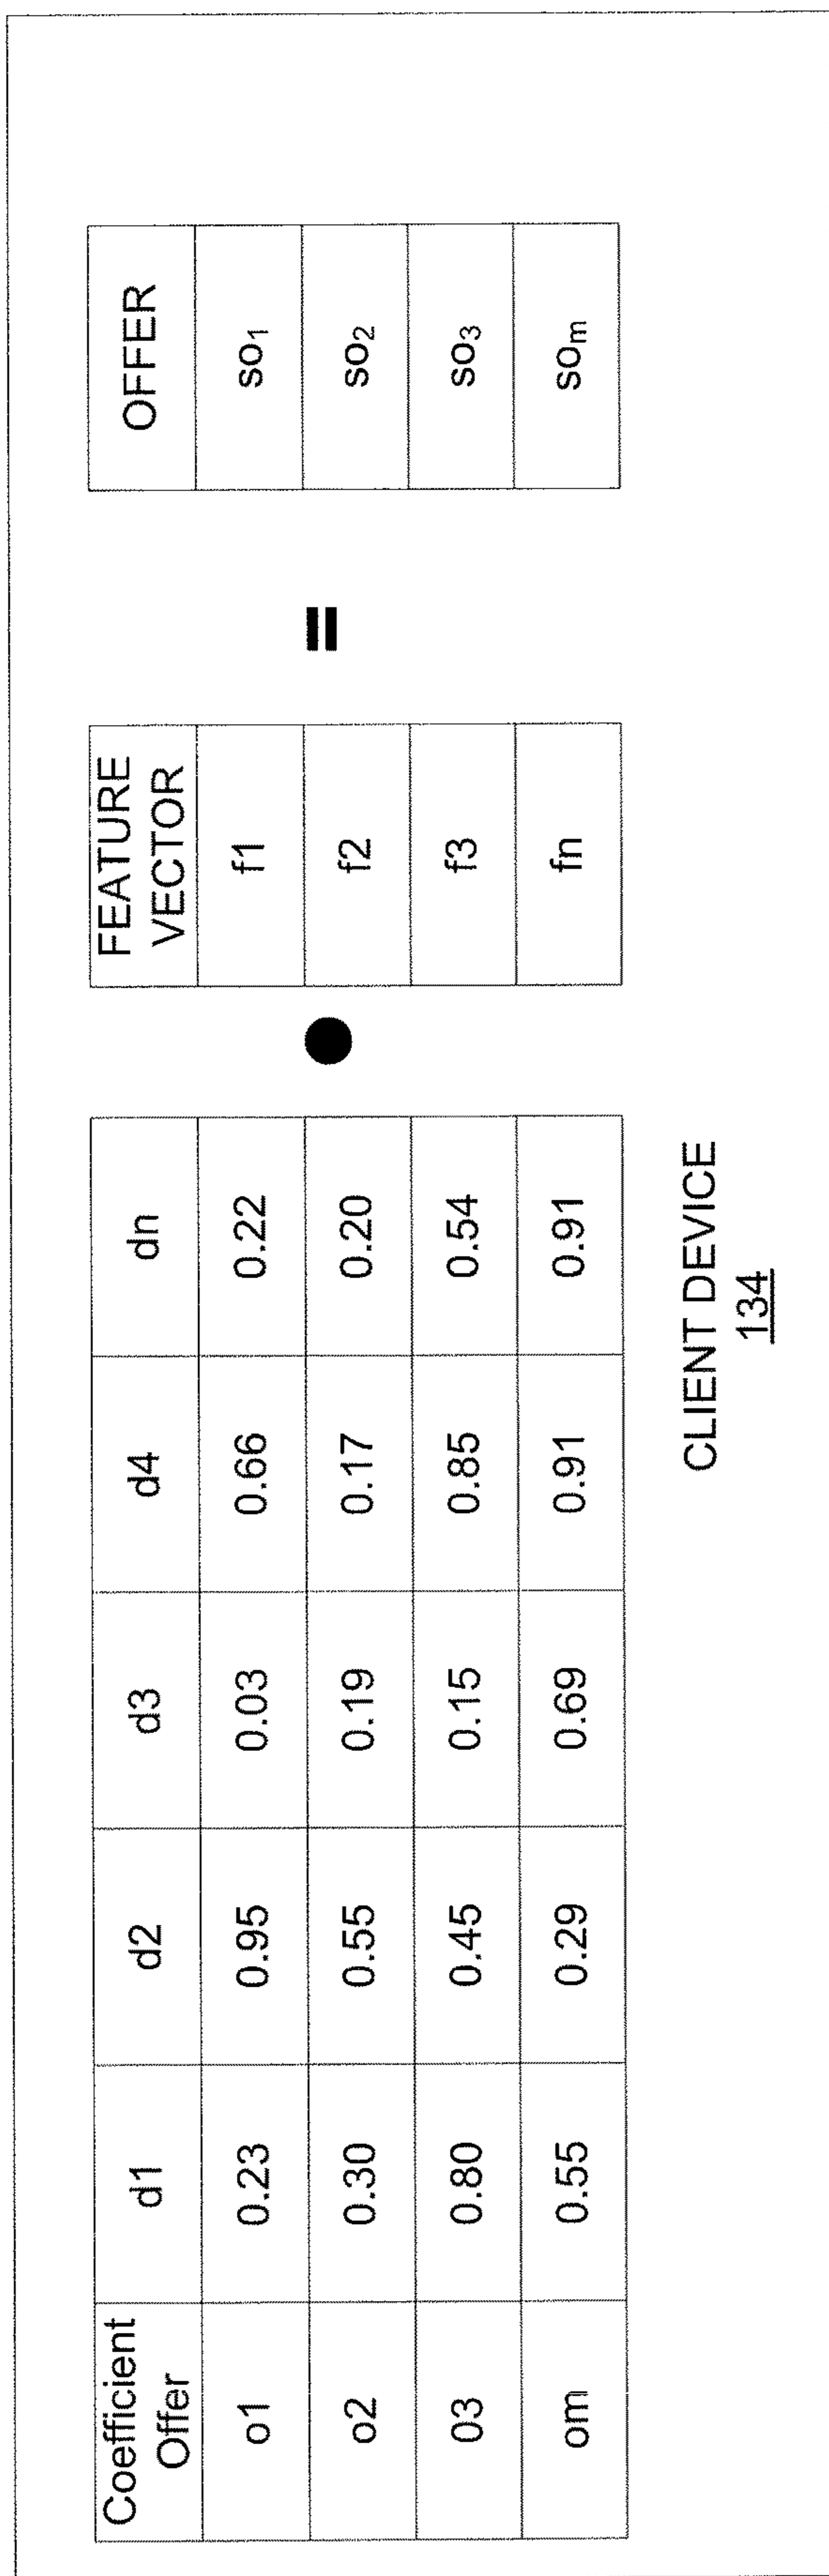 Coefficient Offer d1 d2 d3 d4 dn
o1 0.23 0.95 0.03 0.66 0.22
o2 0.30 0.55 0.19 0.17 0.20
03 0.80 0.45 0.15 0.85 0.54
om 0.55 0.29 0.69 0.91 0.91
●
FEATURE
VECTOR
f1
f2
f3
fn
=
OFFER
so1
so2
so3
som
CLIENT DEVICE
134